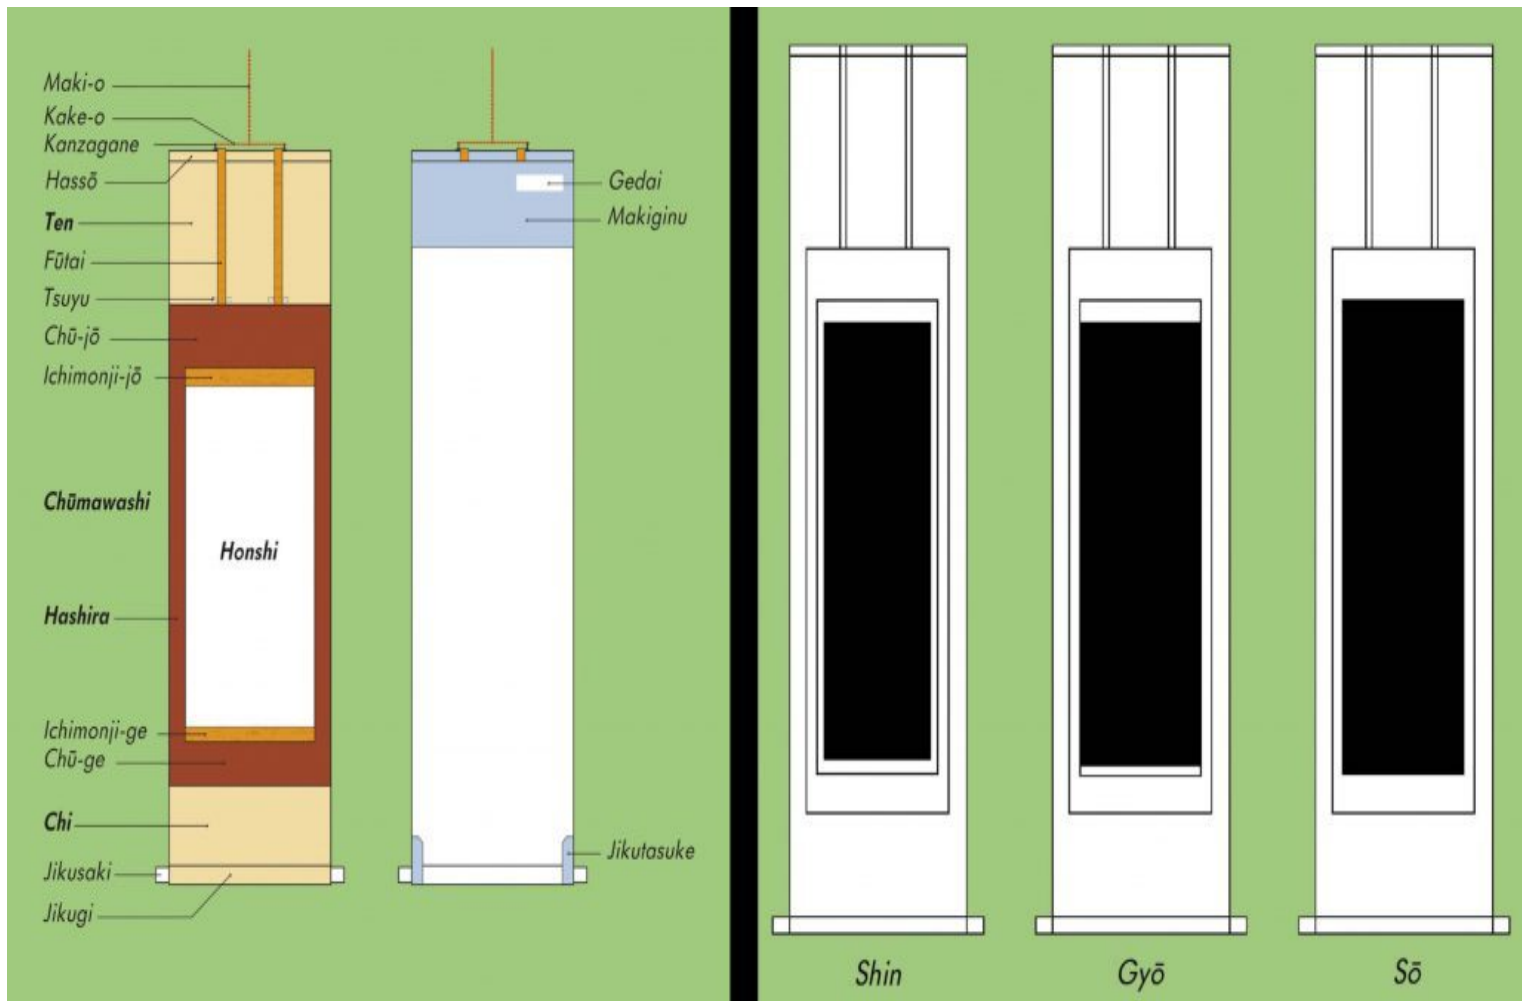 Maki-o
Kake-o
Kanzagane
Hassō
Ten
Fūtai
Tsuyu
Chū-jō
Ichimonji-jō
Chūmawashi
Honshi
Hashira
Ichimonji-ge
Chū-ge
Chi
Jikusaki
Jikugi
Gedai
Makiginu
Jikutasuke
Shin
Gyō
Sō